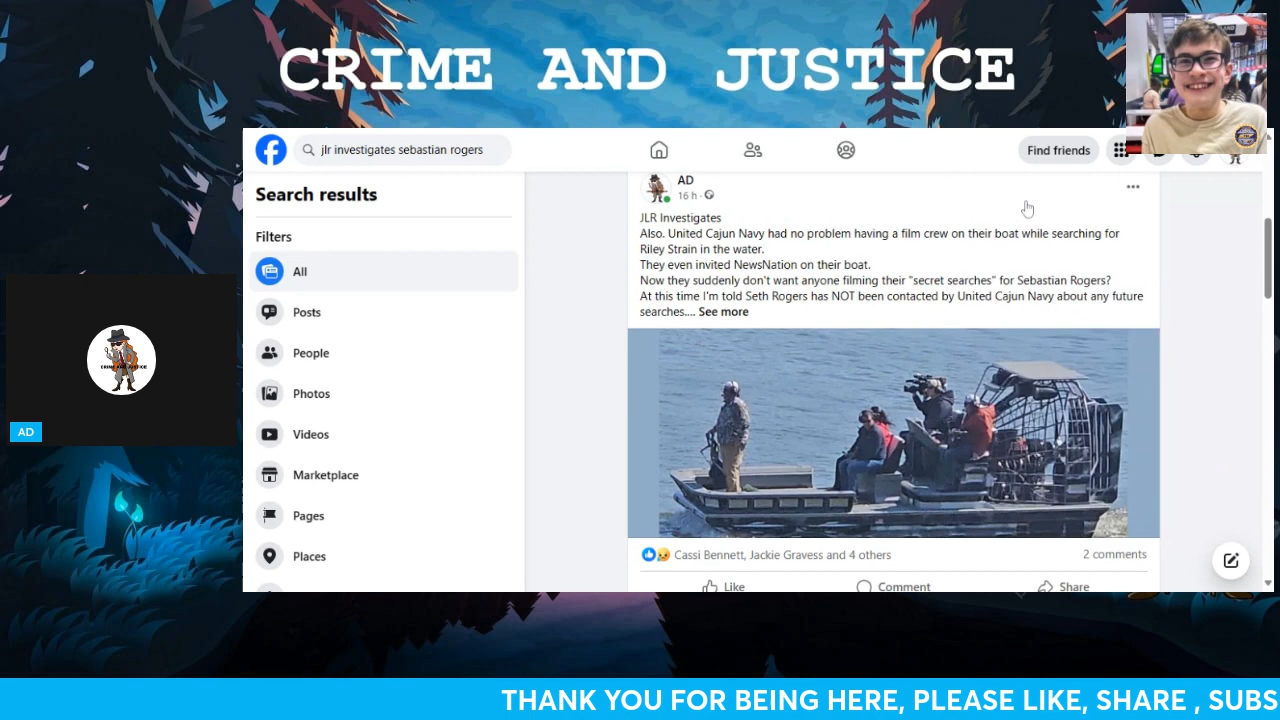 CRIME AND JUSTICE
jlr investigates sebastian rogers
Find friends
Search results
Filters
All
Posts
People
Photos
Videos
Marketplace
Pages
Places
AD
16 h ·
JLR Investigates
Also. United Cajun Navy had no problem having a film crew on their boat while searching for
Riley Strain in the water.
They even invited NewsNation on their boat.
Now they suddenly don't want anyone filming their "secret searches" for Sebastian Rogers?
At this time I'm told Seth Rogers has NOT been contacted by United Cajun Navy about any future
searches.... See more
Cassi Bennett, Jackie Gravess and 4 others
2 comments
Like
Comment
Share
CRIME AND JUSTICE
AD
THANK YOU FOR BEING HERE, PLEASE LIKE, SHARE , SUBS